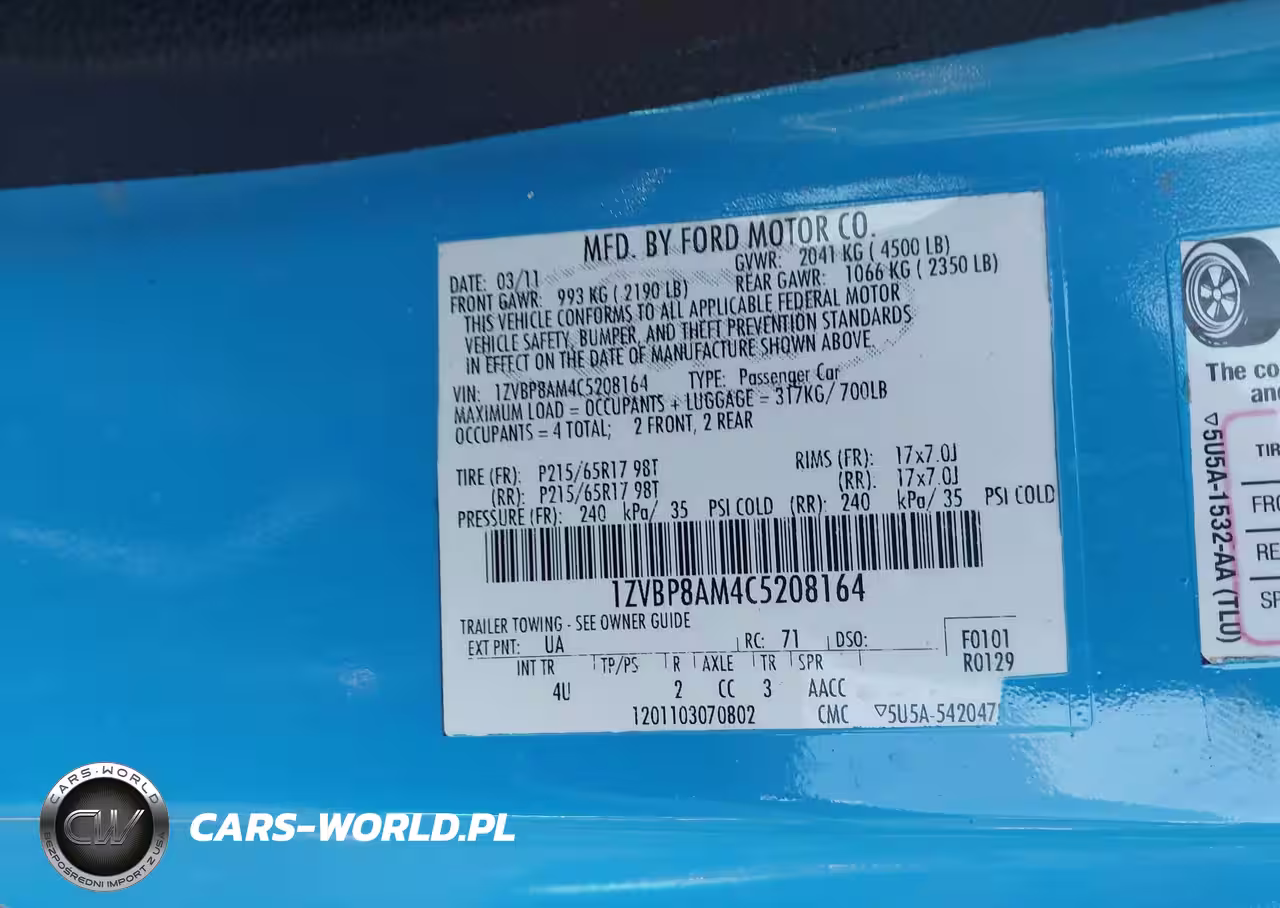 MFD. BY FORD MOTOR CO.
DATE: 03/11 GVWR: 2041 KG ( 4500 LB)
FRONT GAWR: 993 KG ( 2190 LB) REAR GAWR: 1066 KG ( 2350 LB)
THIS VEHICLE CONFORMS TO ALL APPLICABLE FEDERAL MOTOR
VEHICLE SAFETY, BUMPER, AND THEFT PREVENTION STANDARDS
IN EFFECT ON THE DATE OF MANUFACTURE SHOWN ABOVE.
VIN: 1ZVBP8AM4C5208164 TYPE: Passenger Car
MAXIMUM LOAD = OCCUPANTS + LUGGAGE = 317KG/700LB
OCCUPANTS = 4 TOTAL; 2 FRONT, 2 REAR
TIRE (FR): P215/65R17 98T RIMS (FR): 17x7.0J
(RR): P215/65R17 98T (RR): 17x7.0J
PRESSURE (FR): 240 kPa/ 35 PSI COLD (RR): 240 kPa/ 35 PSI COLD
1ZVBP8AM4C5208164
TRAILER TOWING - SEE OWNER GUIDE
EXT PNT: UA RC: 71 DSO: F0101
R0129
INT TR TP/PS R AXLE TR SPR
4U 2 CC 3 AACC
1201103070802 CMC ▽5U5A-542047
The co
and
▽5U5A-1532-AA (TLU)
TIR
FRO
RE
SP
CARS-WORLD
CW
BEZPOŚREDNI IMPORT Z USA
CARS-WORLD.PL